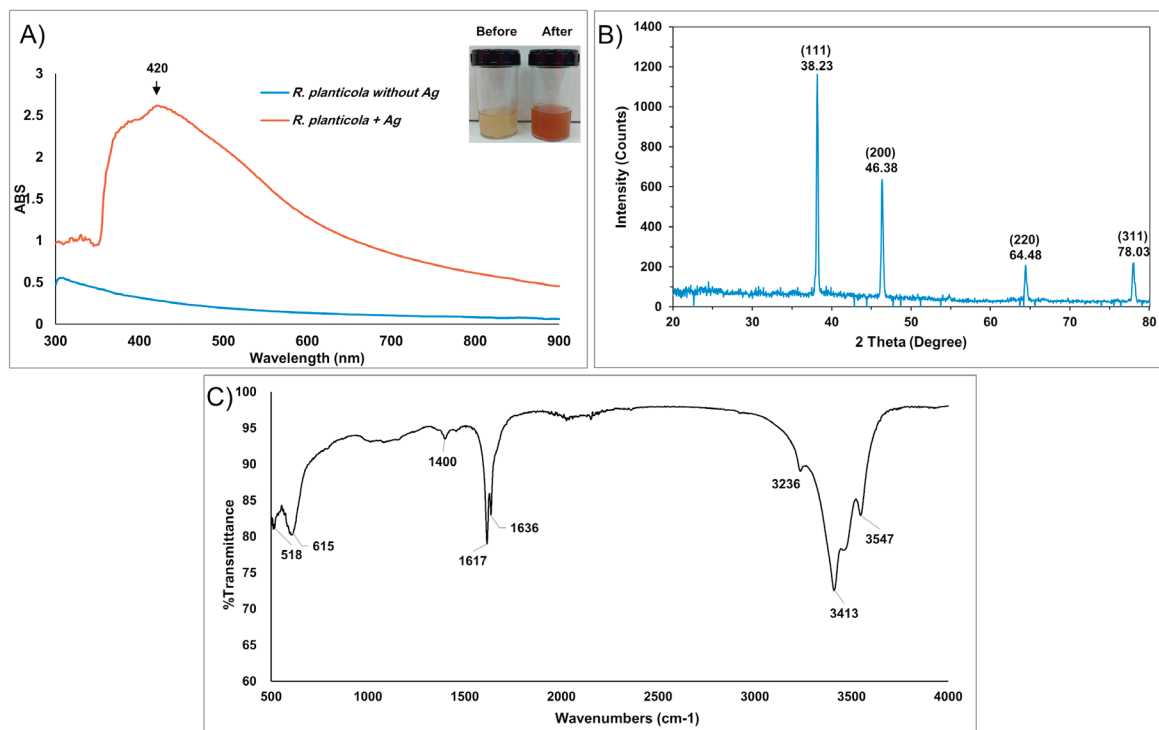 A)
Before After
420
R. planticola without Ag
R. planticola + Ag
3
2.5
2
1.5
1
0.5
0
ABS
300 400 500 600 700 800 900
Wavelength (nm)
B)
1400
1200
1000
800
600
400
200
0
Intensity (Counts)
(111)
38.23
(200)
46.38
(220)
64.48
(311)
78.03
20 30 40 50 60 70 80
2 Theta (Degree)
C)
100
95
90
85
80
75
70
65
60
%Transmittance
518
615
1400
1617
1636
3236
3413
3547
500 1000 1500 2000 2500 3000 3500 4000
Wavenumbers (cm-1)